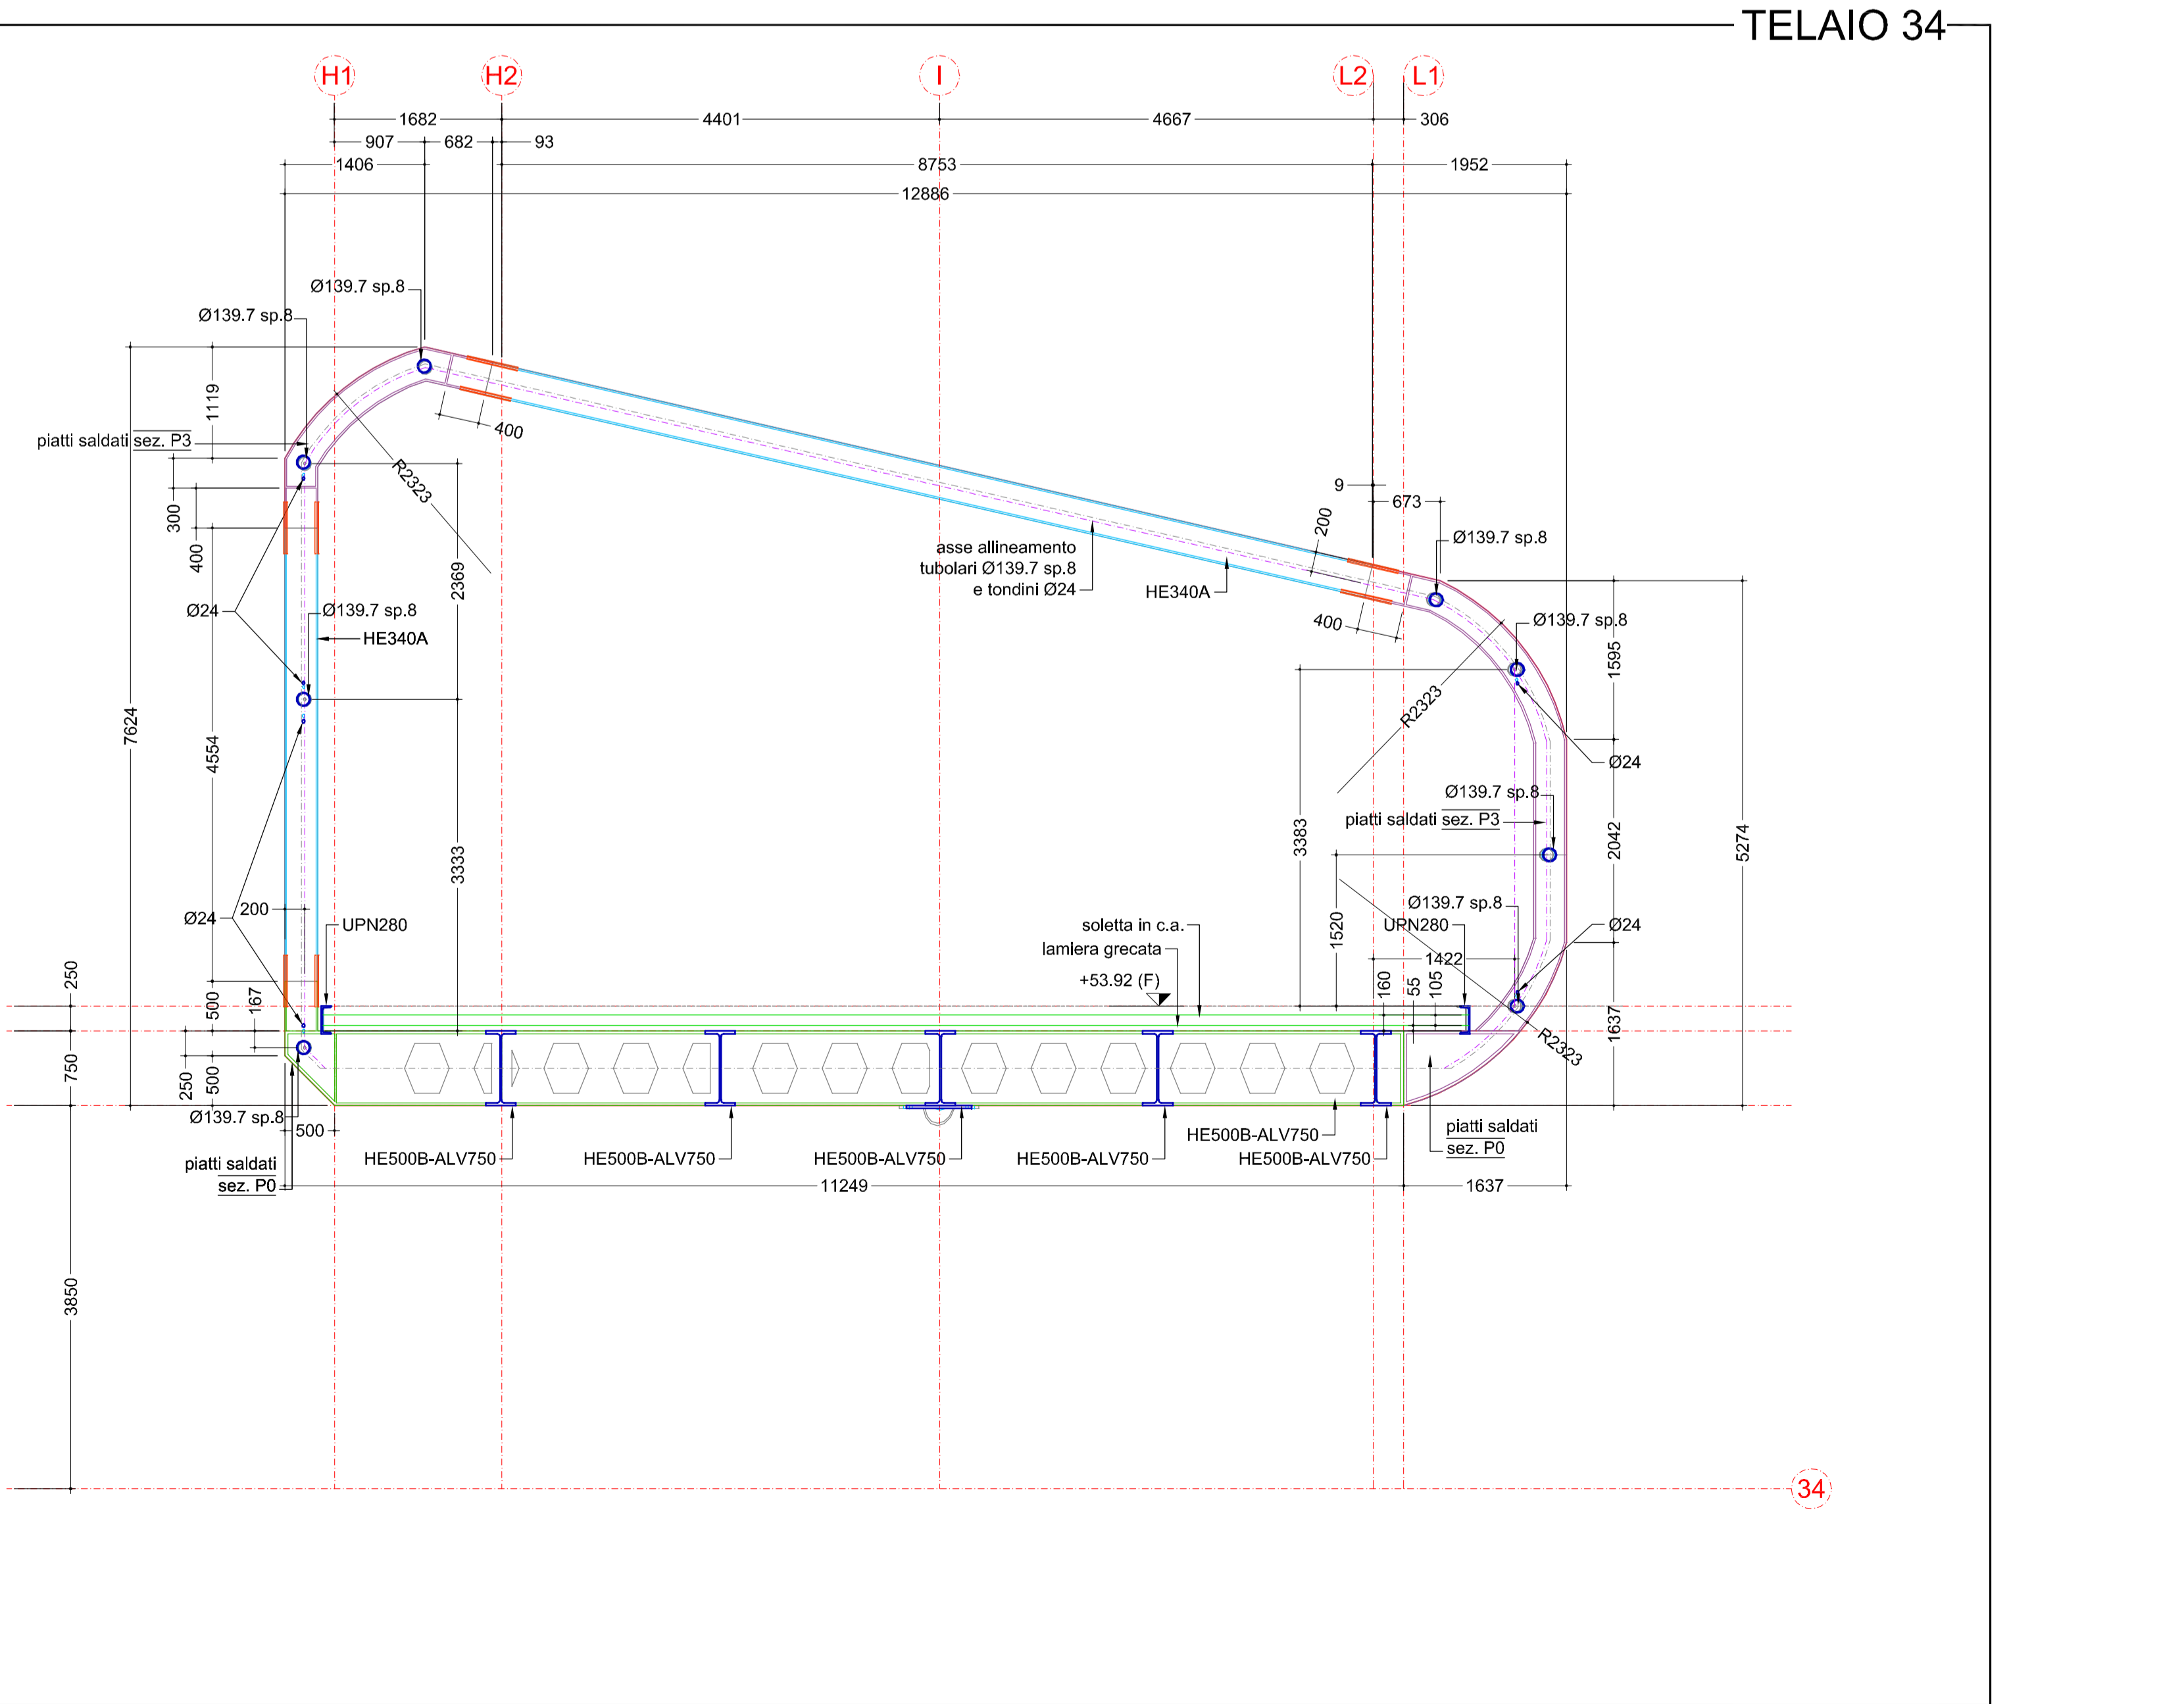 TELAIO 34
H1
H2
I
L2
L1
1682
4401
4667
306
907
682
93
1406
8753
1952
12886
Ø139.7 sp.8
Ø139.7 sp.8
1119
piatti saldati sez. P3
400
R2323
300
400
9
673
200
Ø139.7 sp.8
asse allineamento
tubolari Ø139.7 sp.8
e tondini Ø24
HE340A
2369
Ø24
Ø139.7 sp.8
HE340A
400
Ø139.7 sp.8
1595
R2323
7624
4554
Ø24
Ø139.7 sp.8
piatti saldati sez. P3
3383
2042
5274
3333
Ø24
200
UPN280
soletta in c.a.
lamiera grecata
+53.92 (F)
1520
Ø139.7 sp.8
UPN280
Ø24
1422
160
55
105
250
500
167
1637
R2323
750
250
500
Ø139.7 sp.8
500
piatti saldati
sez. P0
HE500B-ALV750
HE500B-ALV750
HE500B-ALV750
HE500B-ALV750
HE500B-ALV750
HE500B-ALV750
piatti saldati
sez. P0
11249
1637
3850
34